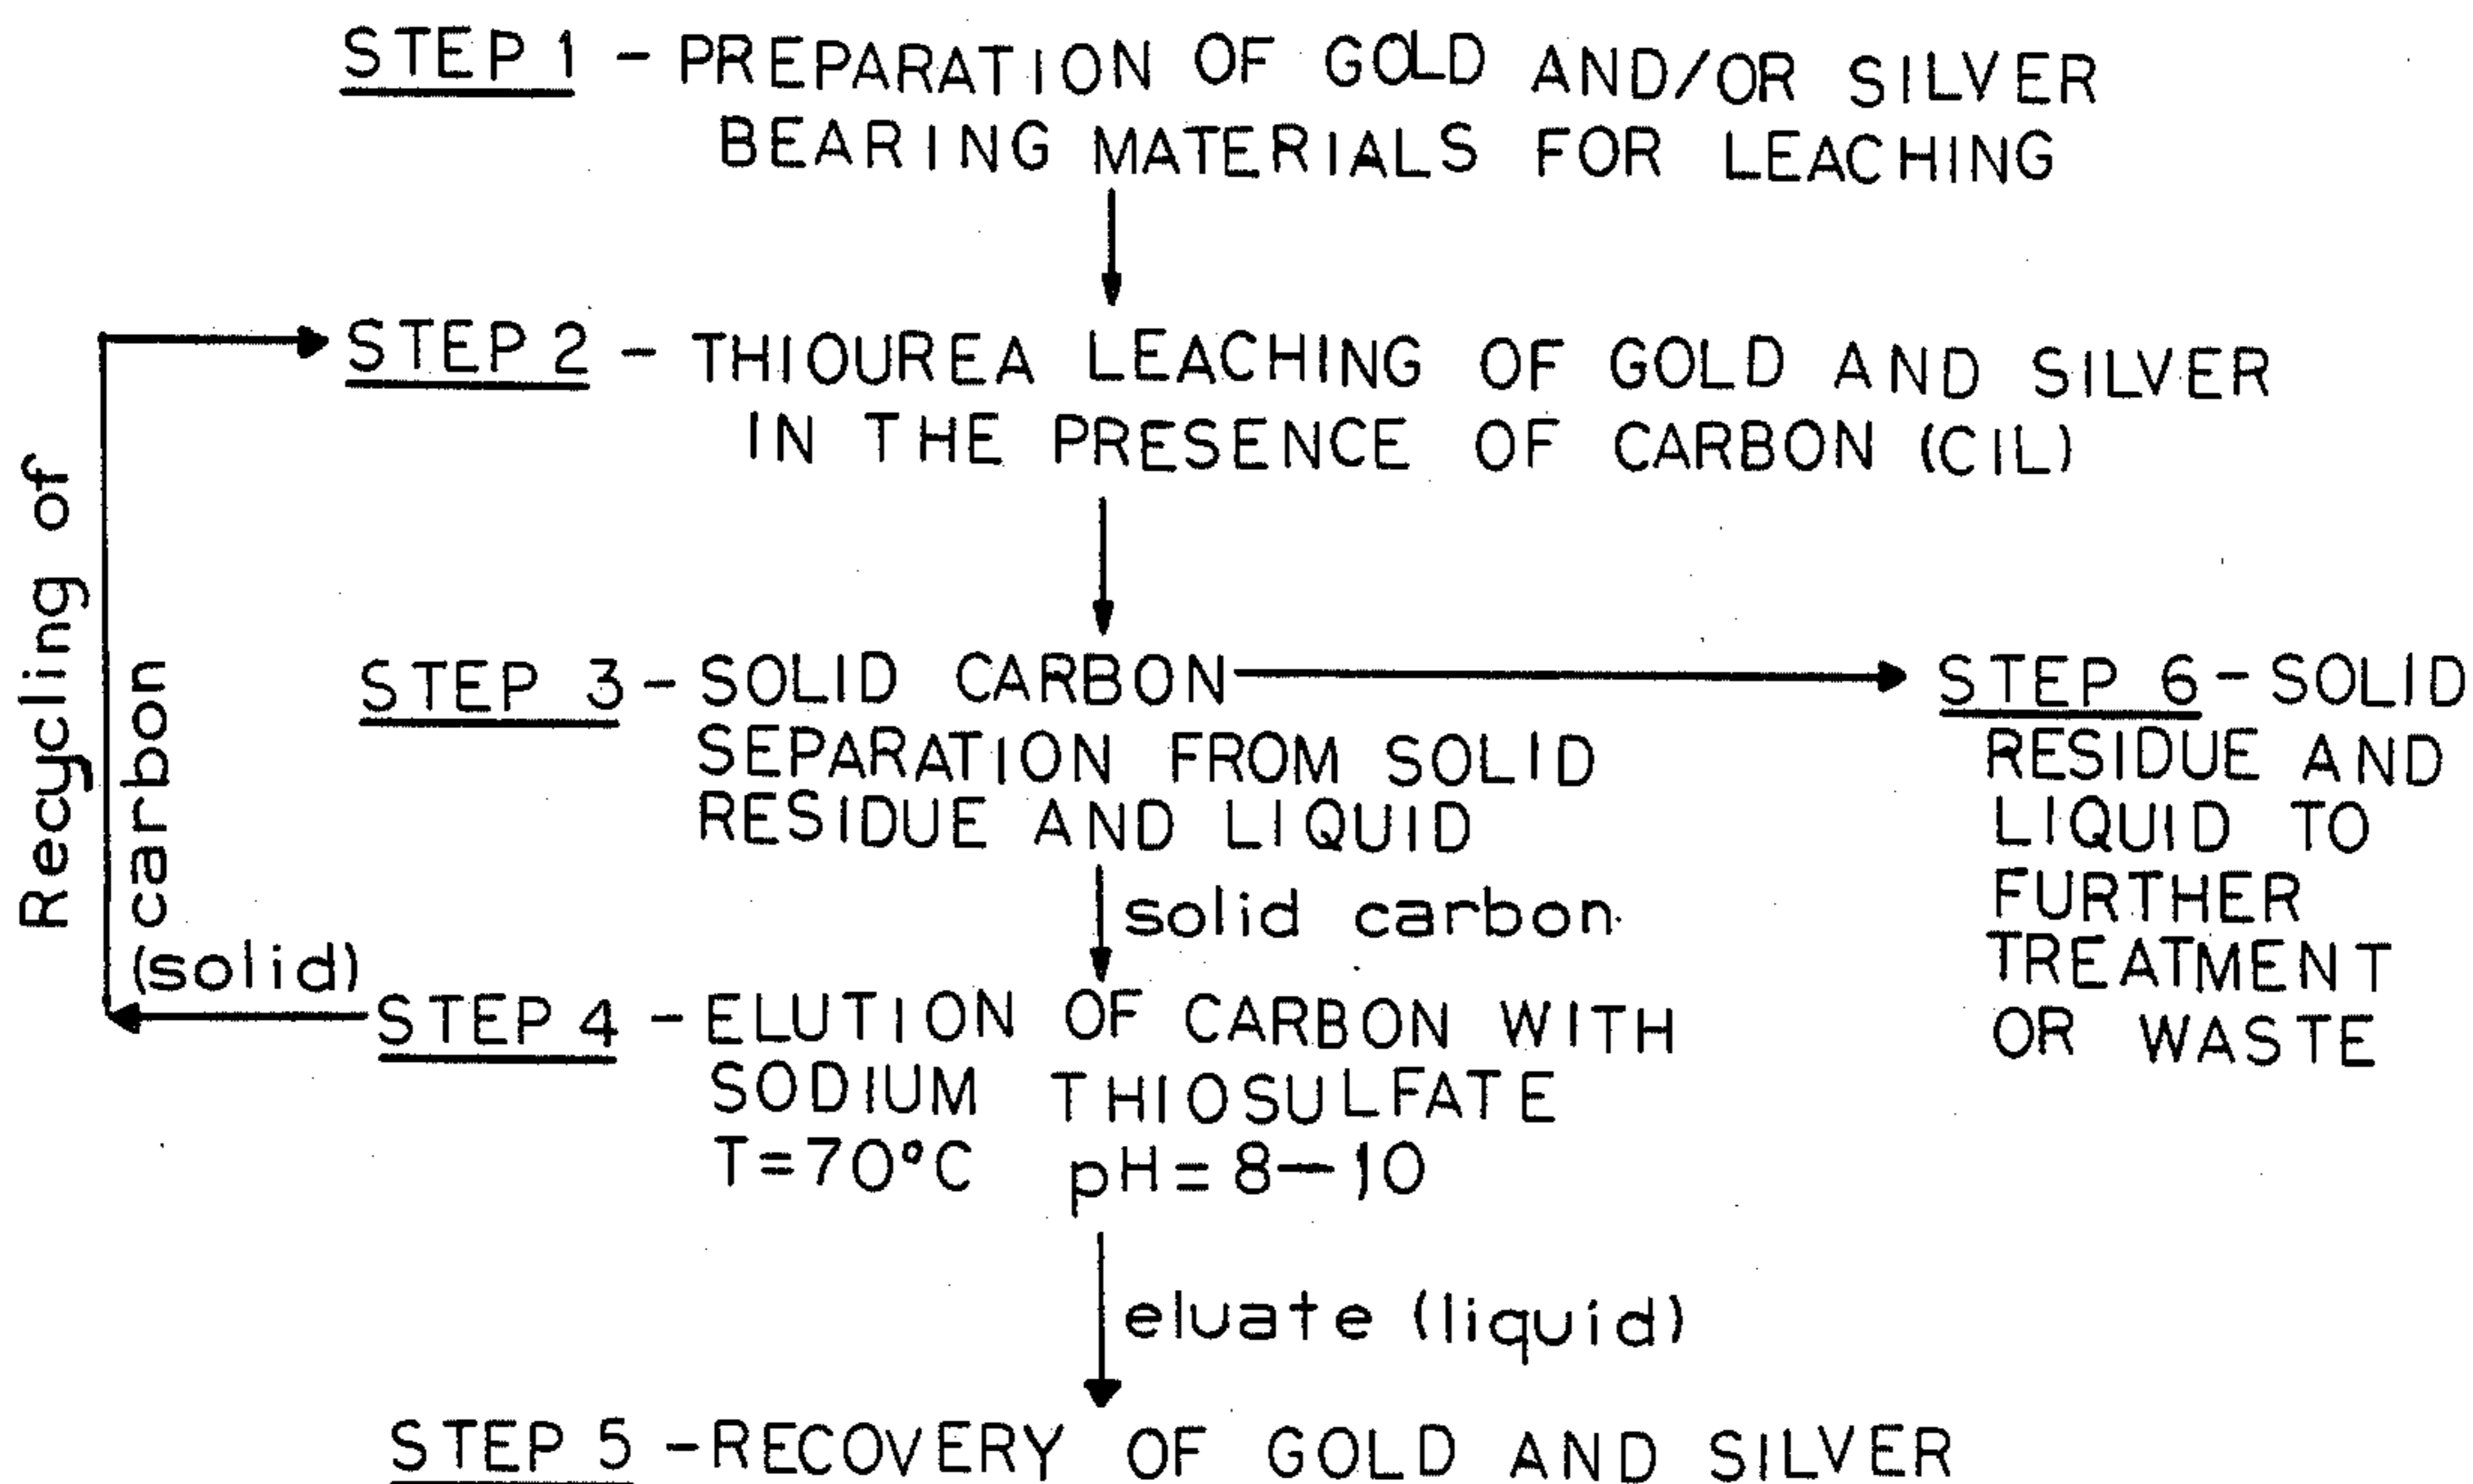 STEP 1 - PREPARATION OF GOLD AND/OR SILVER
BEARING MATERIALS FOR LEACHING
STEP 2 - THIOUREA LEACHING OF GOLD AND SILVER
IN THE PRESENCE OF CARBON (CIL)
Recycling of
carbon
(solid)
STEP 3 - SOLID CARBON
SEPARATION FROM SOLID
RESIDUE AND LIQUID
STEP 6 - SOLID
RESIDUE AND
LIQUID TO
FURTHER
TREATMENT
OR WASTE
solid carbon
STEP 4 - ELUTION OF CARBON WITH
SODIUM THIOSULFATE
T=70°C pH=8-10
eluate (liquid)
STEP 5 - RECOVERY OF GOLD AND SILVER